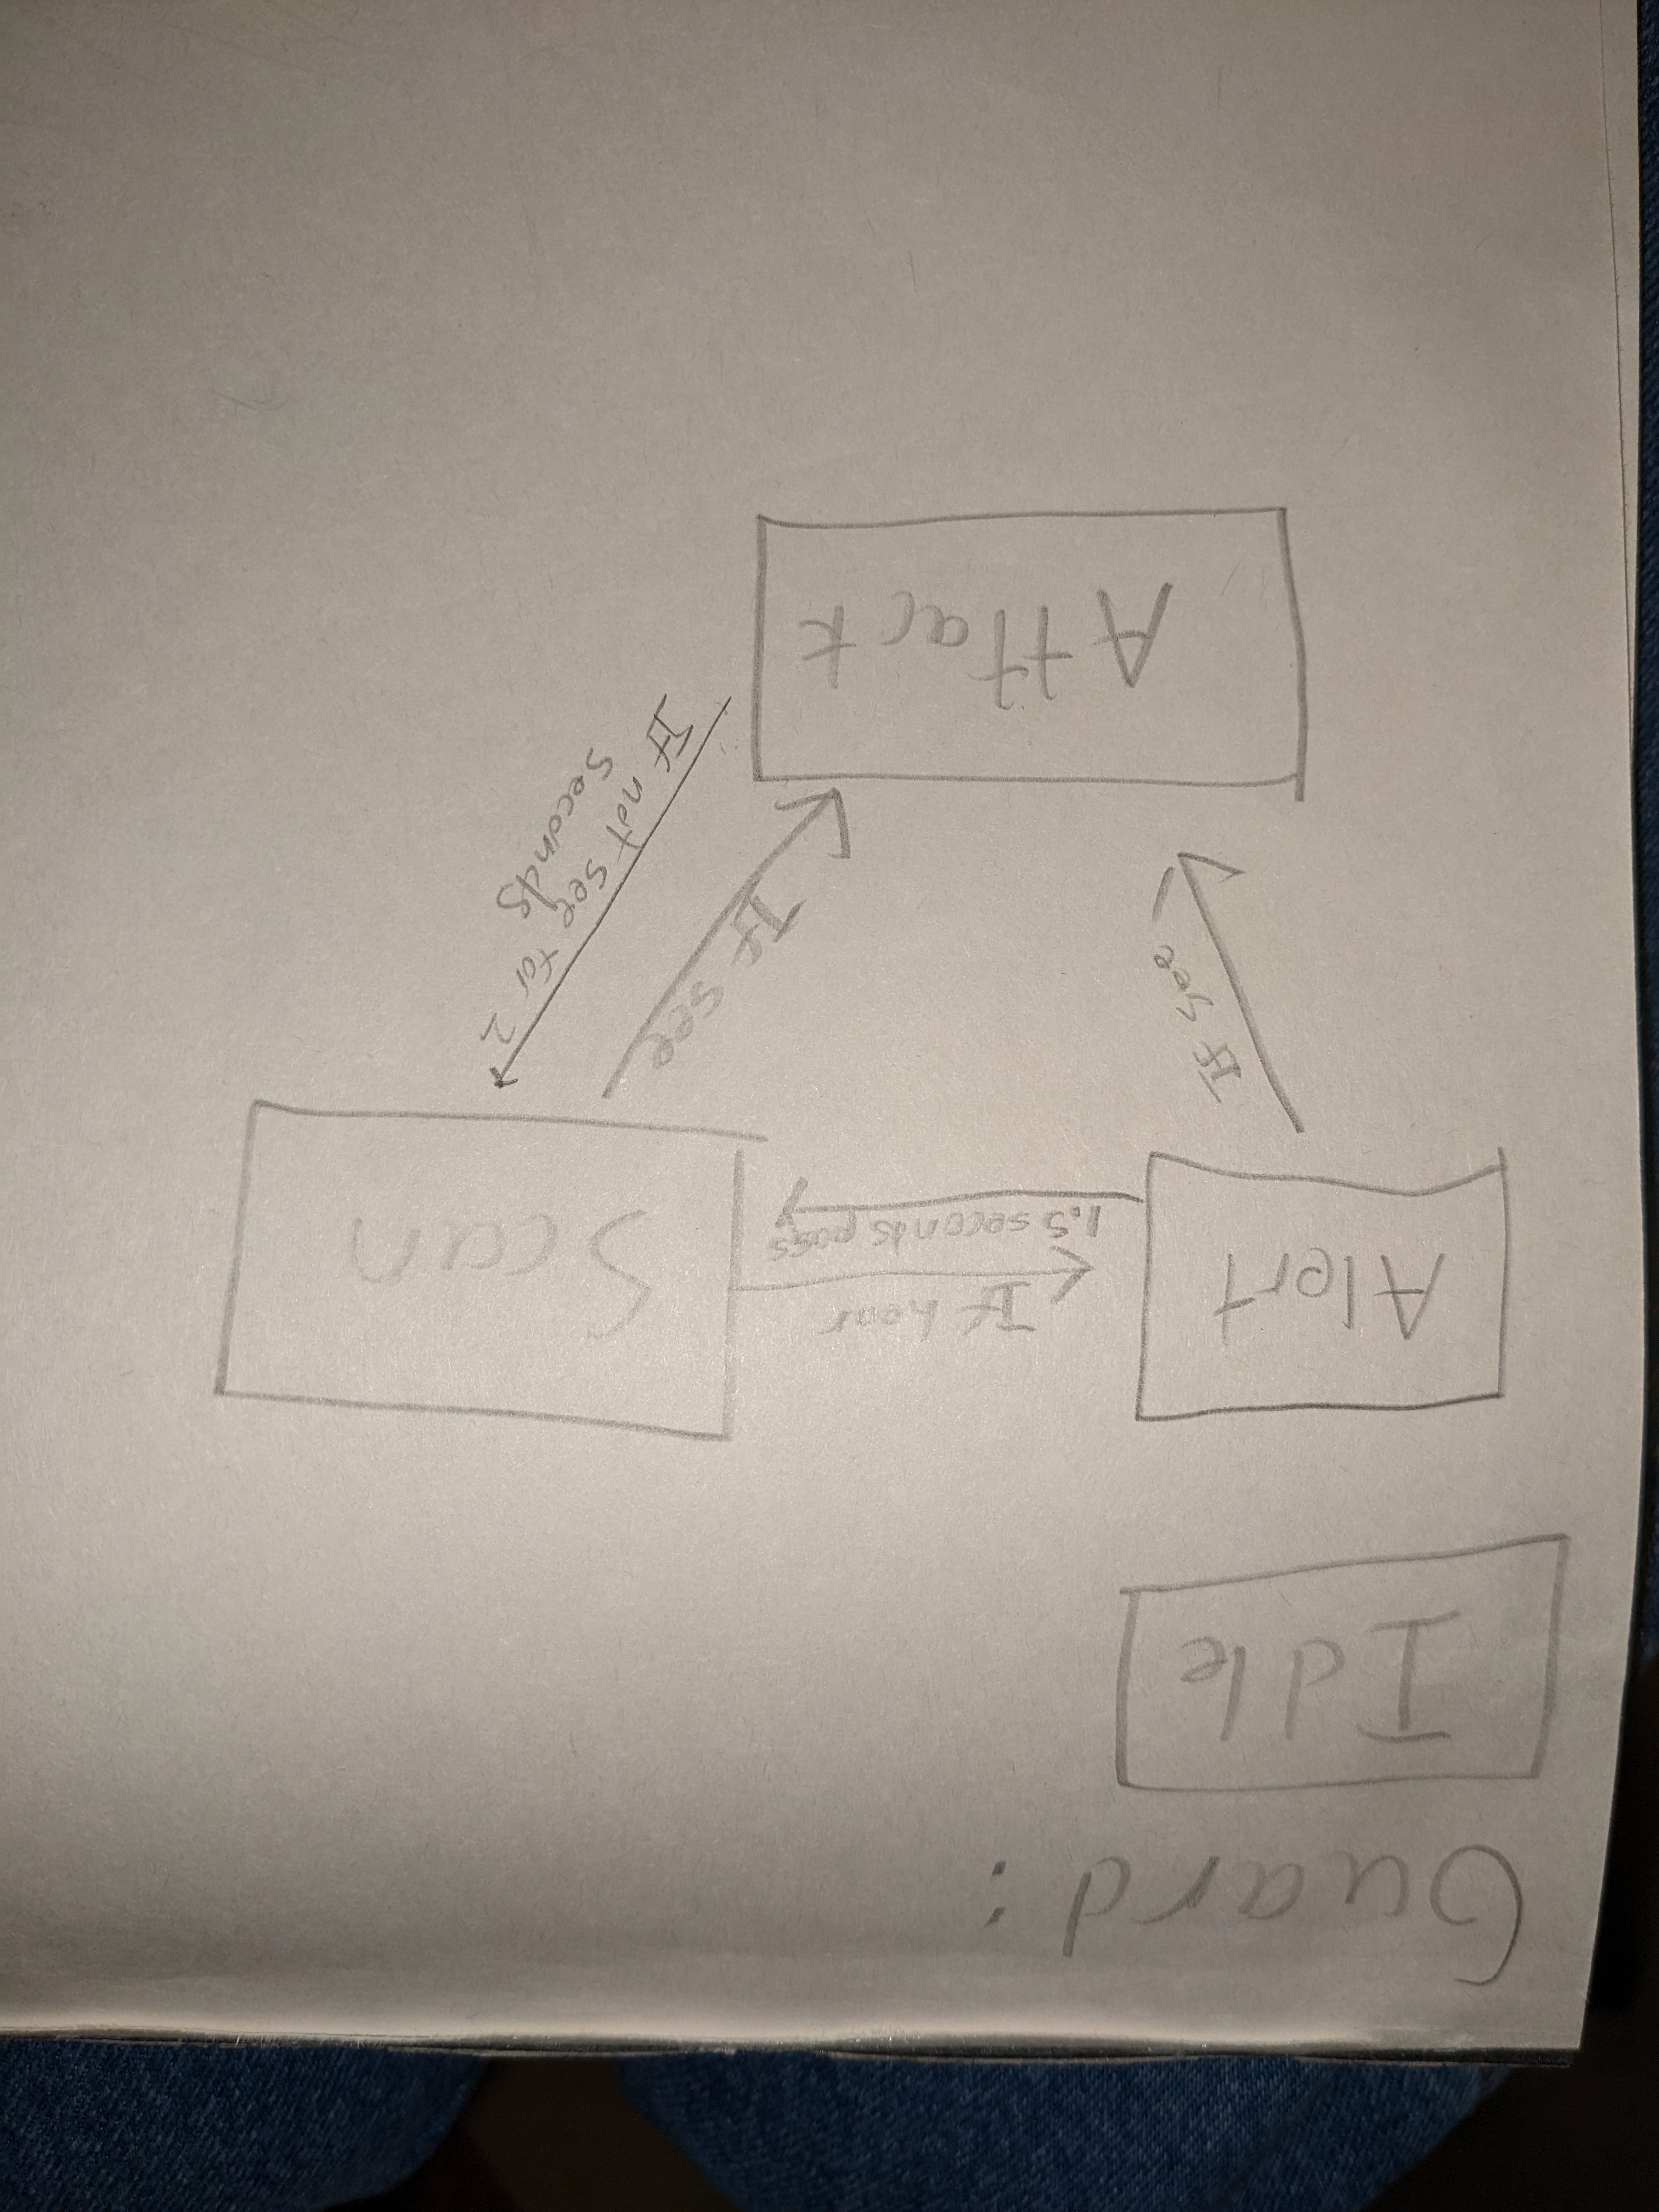 Guard:
Idle
Alert
If hear
1.5 seconds pass
Scan
If see
If see
If not see for 2
seconds
Attack